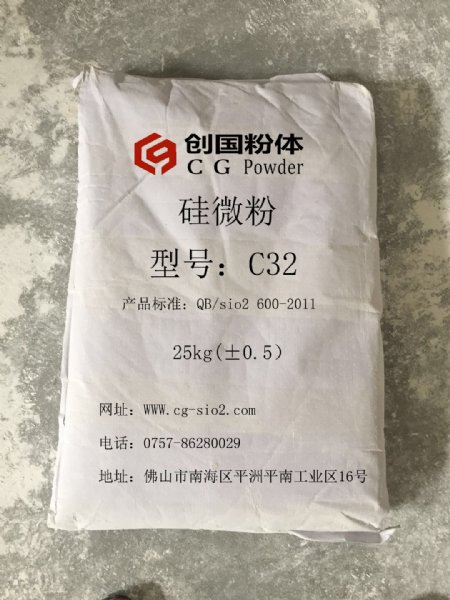 创国粉体
CG Powder
硅微粉
型号：C32
产品标准：QB/sio2 600-2011
25kg(±0.5）
网址：WWW.cg-sio2.com
电话：0757-86280029
地址：佛山市南海区平洲平南工业区16号